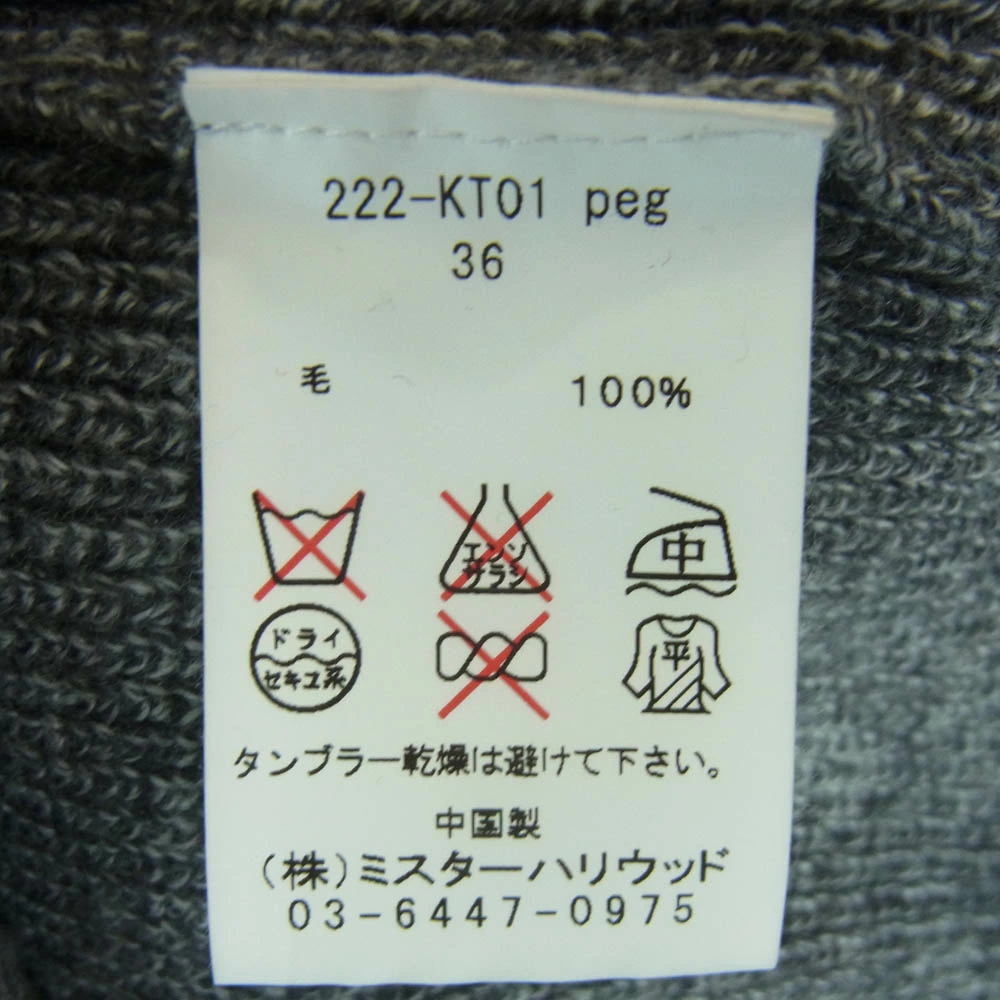 222-KT01 peg
36
毛 100%
エンソ
サラシ
中
ドライ
セキユ系
平
タンブラー乾燥は避けて下さい。
中国製
(株)ミスターハリウッド
03-6447-0975